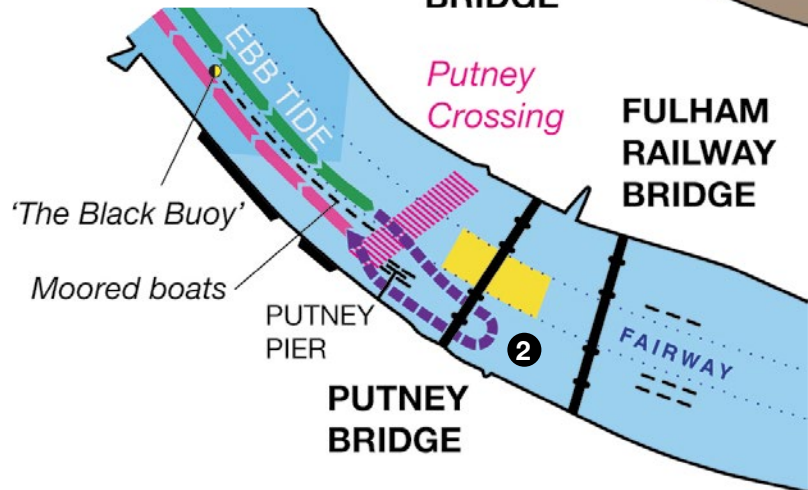 BRIDGE
EBB TIDE
Putney
Crossing
FULHAM
RAILWAY
BRIDGE
'The Black Buoy'
Moored boats
PUTNEY
PIER
2
FAIRWAY
PUTNEY
BRIDGE